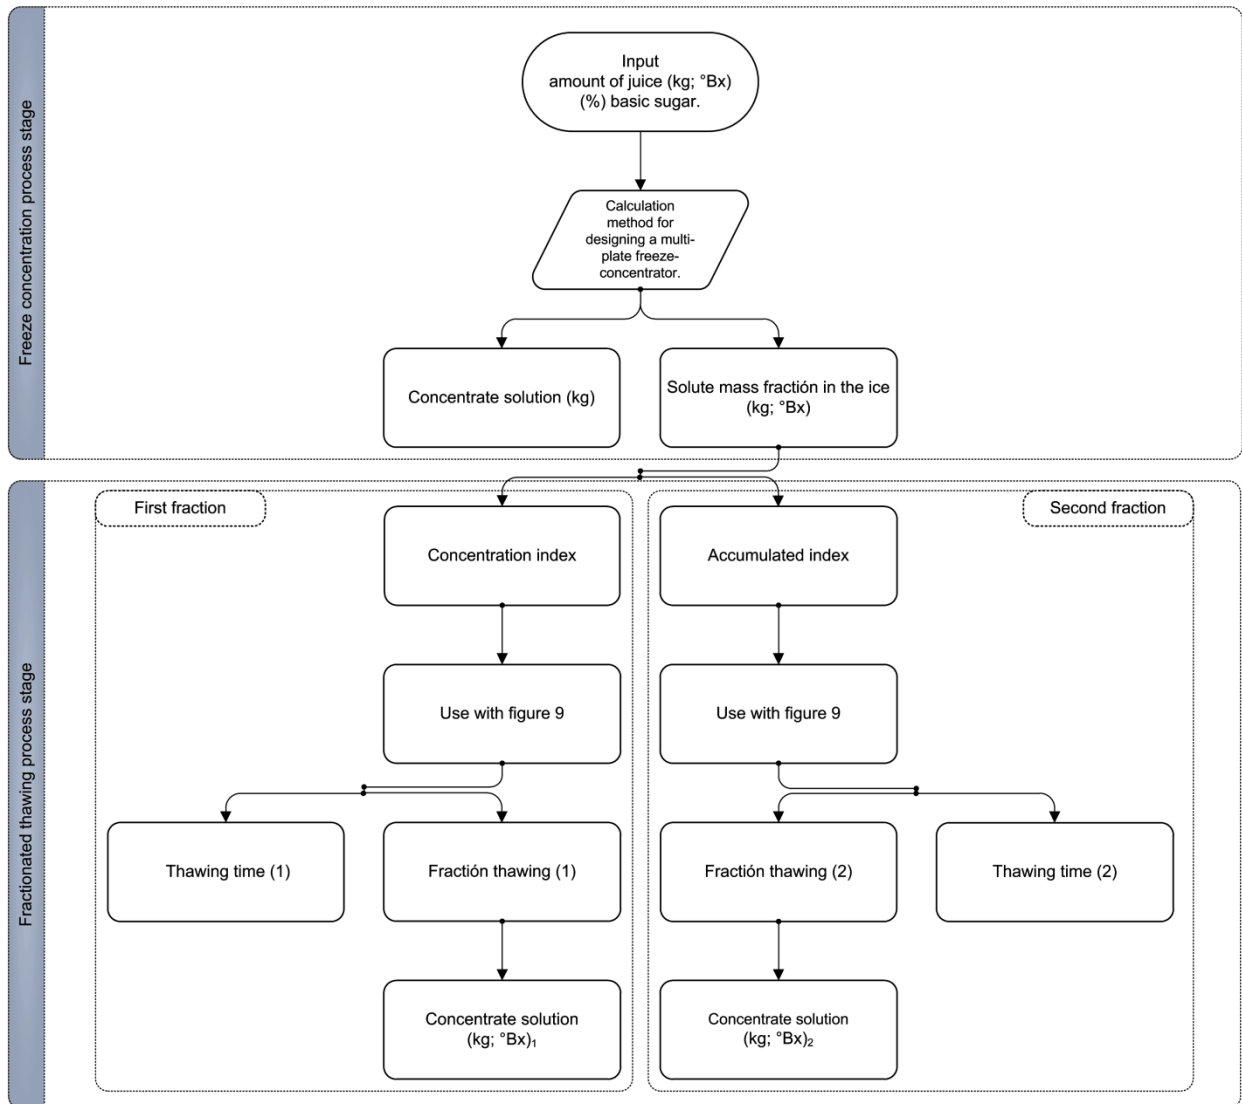 Freeze concentration process stage
Input
amount of juice (kg; °Bx)
(%) basic sugar.
Calculation
method for
designing a multi-
plate freeze-
concentrator.
Concentrate solution (kg)
Solute mass fractión in the ice
(kg; °Bx)
Fractionated thawing process stage
First fraction
Second fraction
Concentration index
Accumulated index
Use with figure 9
Use with figure 9
Thawing time (1)
Fractión thawing (1)
Fractión thawing (2)
Thawing time (2)
Concentrate solution
(kg; °Bx)₁
Concentrate solution
(kg; °Bx)₂